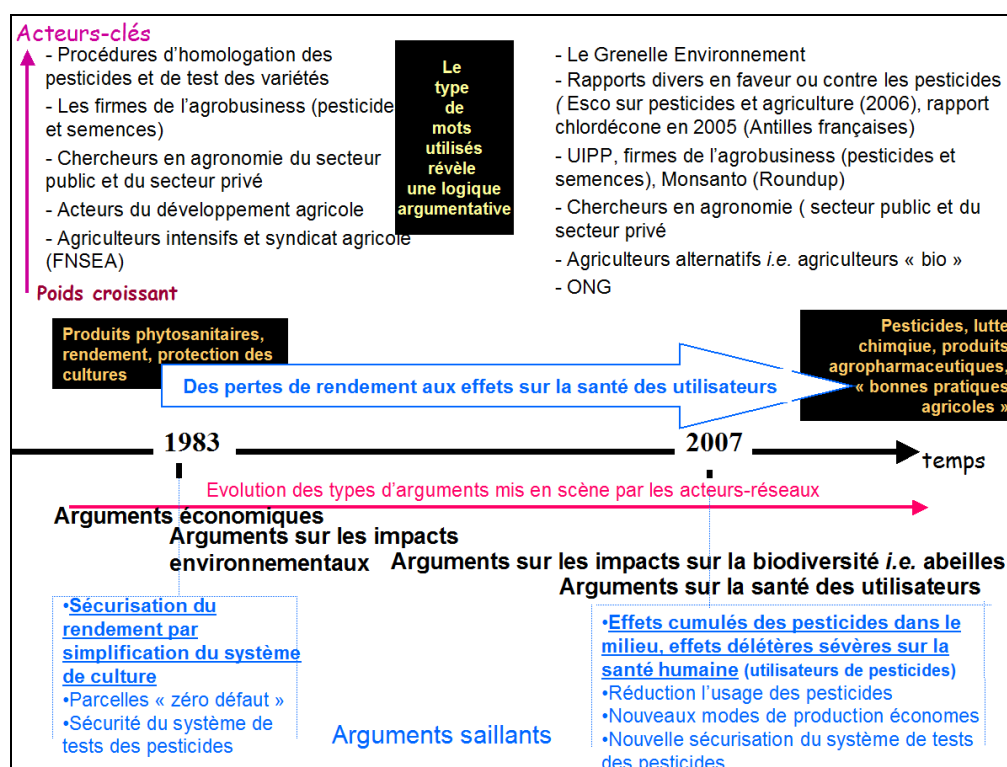 Acteurs-clés
- Procédures d'homologation des
pesticides et de test des variétés
- Les firmes de l'agrobusiness (pesticide
et semences)
- Chercheurs en agronomie du secteur
public et du secteur privé
- Acteurs du développement agricole
- Agriculteurs intensifs et syndicat agricole
(FNSEA)
Poids croissant
Le
type
de
mots
utilisés
révèle
une logique
argumentative
- Le Grenelle Environnement
- Rapports divers en faveur ou contre les pesticides
( Esco sur pesticides et agriculture (2006), rapport
chlordécone en 2005 (Antilles françaises)
- UIPP, firmes de l'agrobusiness (pesticides et
semences), Monsanto (Roundup)
- Chercheurs en agronomie ( secteur public et du
secteur privé
- Agriculteurs alternatifs i.e. agriculteurs « bio »
- ONG
Produits phytosanitaires,
rendement, protection des
cultures
Des pertes de rendement aux effets sur la santé des utilisateurs
Pesticides, lutte
chimqiue, produits
agropharmaceutiques,
« bonnes pratiques
agricoles »
1983
2007
temps
Evolution des types d'arguments mis en scène par les acteurs-réseaux
Arguments économiques
Arguments sur les impacts
environnementaux
Arguments sur les impacts sur la biodiversité i.e. abeilles
Arguments sur la santé des utilisateurs
•Sécurisation du
rendement par
simplification du système
de culture
•Parcelles « zéro défaut »
•Sécurité du système de
tests des pesticides
Arguments saillants
•Effets cumulés des pesticides dans le
milieu, effets délétères sévères sur la
santé humaine (utilisateurs de pesticides)
•Réduction l'usage des pesticides
•Nouveaux modes de production économes
•Nouvelle sécurisation du système de tests
des pesticides